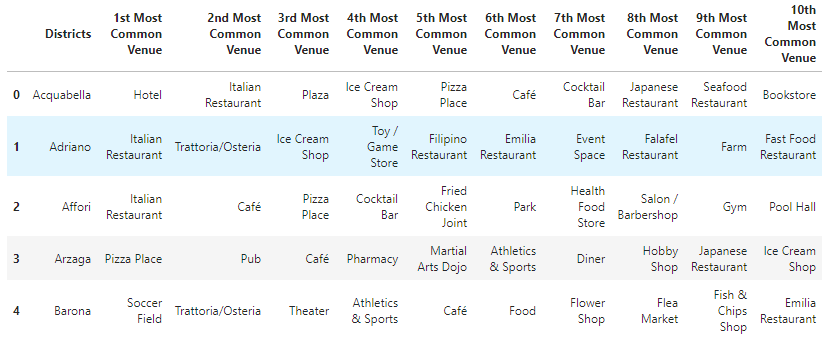 Districts 1st Most Common Venue 2nd Most Common Venue 3rd Most Common Venue 4th Most Common Venue 5th Most Common Venue 6th Most Common Venue 7th Most Common Venue 8th Most Common Venue 9th Most Common Venue 10th Most Common Venue
0 Acquabella Hotel Italian Restaurant Plaza Ice Cream Shop Pizza Place Café Cocktail Bar Japanese Restaurant Seafood Restaurant Bookstore
1 Adriano Italian Restaurant Trattoria/Osteria Ice Cream Shop Toy / Game Store Filipino Restaurant Emilia Restaurant Event Space Falafel Restaurant Farm Fast Food Restaurant
2 Affori Italian Restaurant Café Pizza Place Cocktail Bar Fried Chicken Joint Park Health Food Store Salon / Barbershop Gym Pool Hall
3 Arzaga Pizza Place Pub Café Pharmacy Martial Arts Dojo Athletics & Sports Diner Hobby Shop Japanese Restaurant Ice Cream Shop
4 Barona Soccer Field Trattoria/Osteria Theater Athletics & Sports Café Food Flower Shop Flea Market Fish & Chips Shop Emilia Restaurant